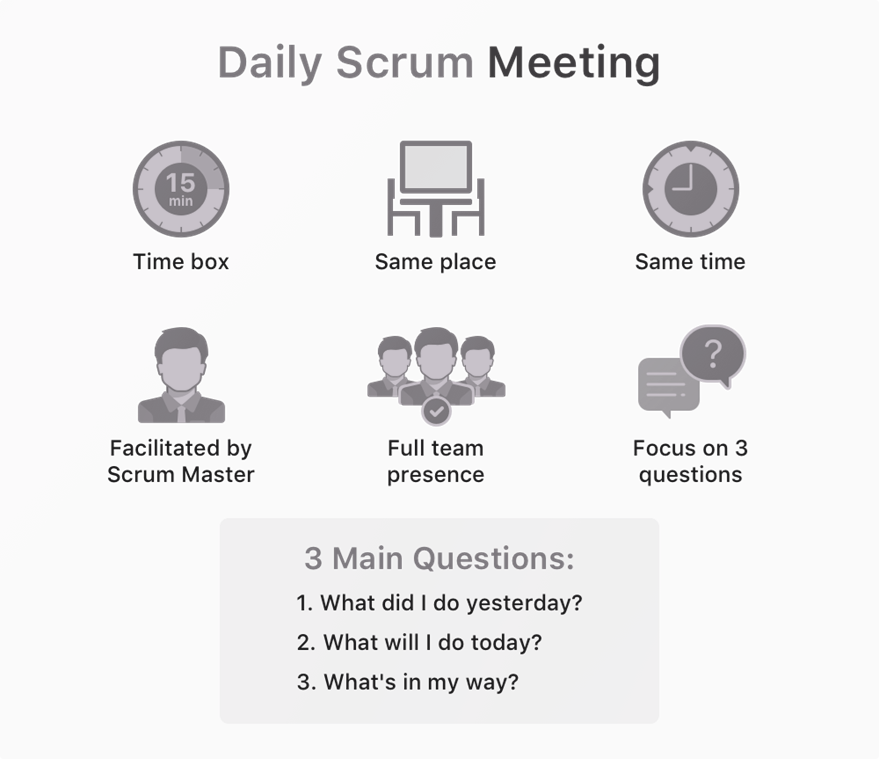 Daily Scrum Meeting
15
min
Time box
Same place
Same time
Facilitated by
Scrum Master
Full team
presence
?
Focus on 3
questions
3 Main Questions:
1. What did I do yesterday?
2. What will I do today?
3. What's in my way?